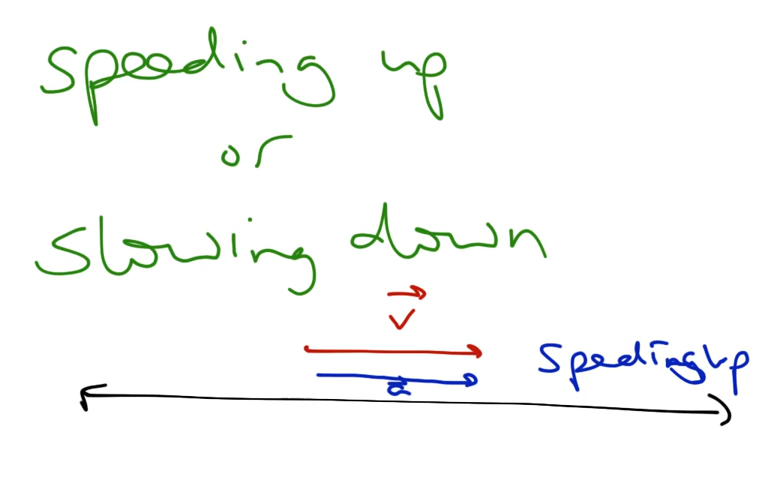 speeding up
or
slowing down
v
speeding up
a